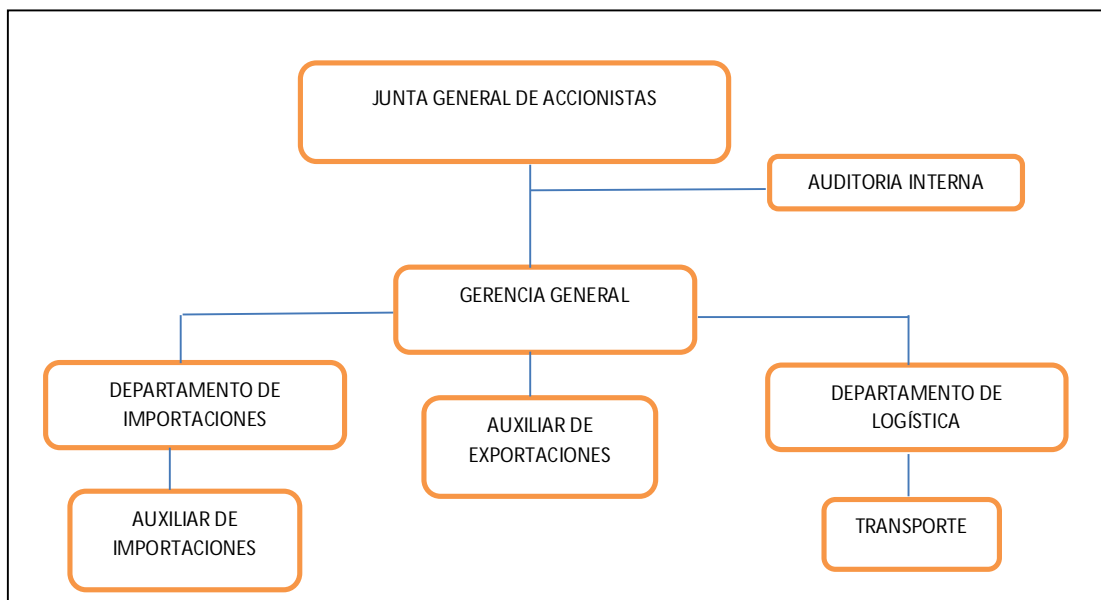 JUNTA GENERAL DE ACCIONISTAS
AUDITORIA INTERNA
GERENCIA GENERAL
DEPARTAMENTO DE
IMPORTACIONES
AUXILIAR DE
EXPORTACIONES
DEPARTAMENTO DE
LOGÍSTICA
AUXILIAR DE
IMPORTACIONES
TRANSPORTE